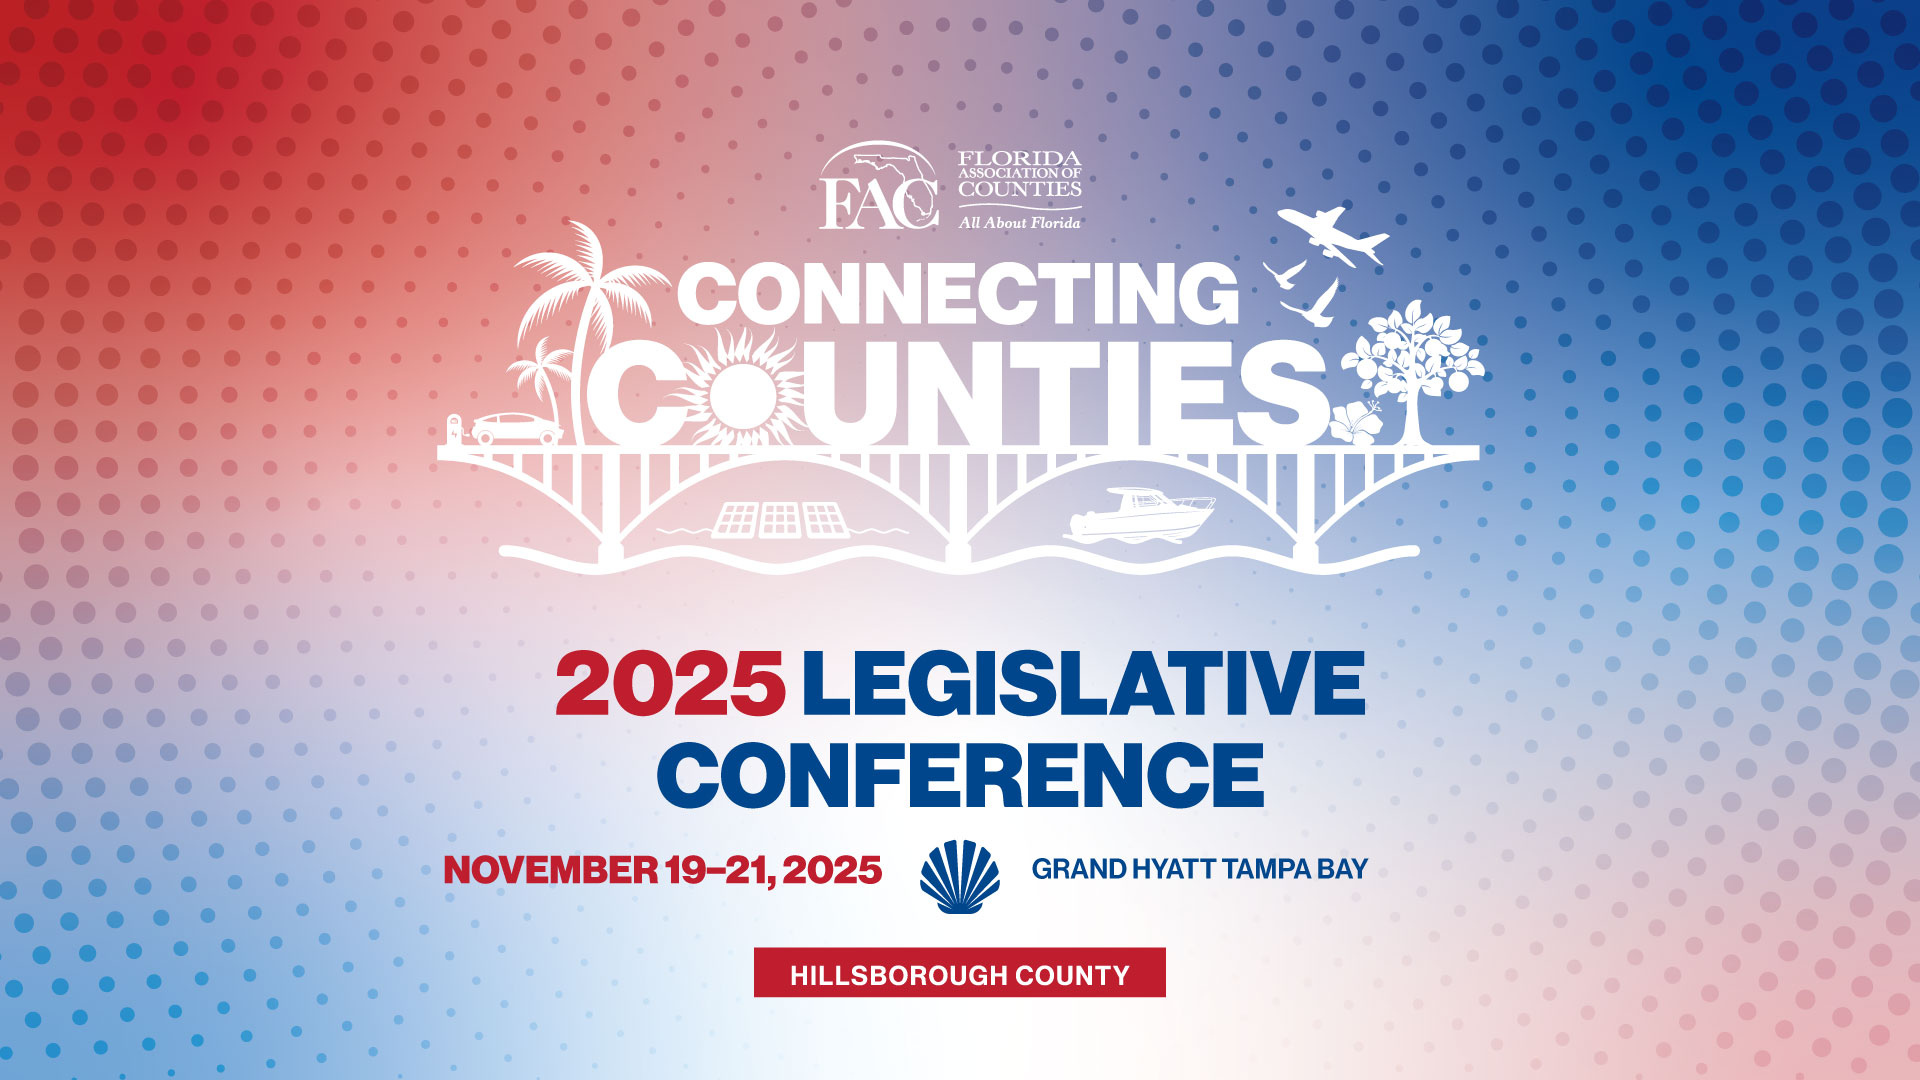 FAC
FLORIDA
ASSOCIATION OF
COUNTIES
All About Florida
CONNECTING
COUNTIES
2025 LEGISLATIVE
CONFERENCE
NOVEMBER 19–21, 2025
GRAND HYATT TAMPA BAY
HILLSBOROUGH COUNTY